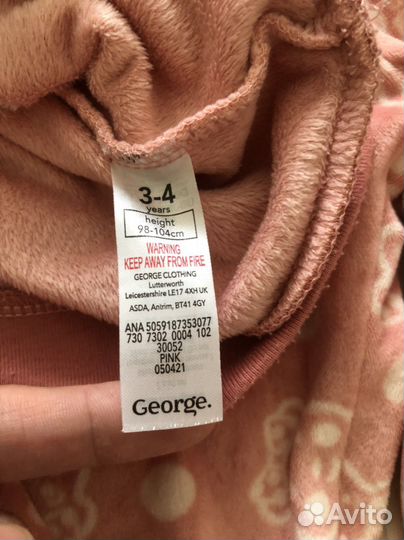 3-4
years
height
98-104cm
WARNING
KEEP AWAY FROM FIRE
GEORGE CLOTHING
Lutterworth
Leicestershire LE17 4XH UK
ASDA, Antrim, BT41 4GY
ANA 5059187353077
730 7302 0004 102
30052
PINK
050421
George.
Avito